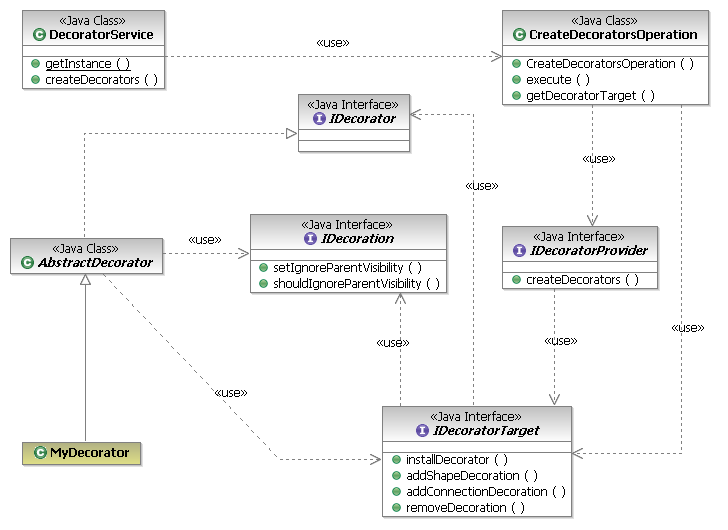 «Java Class»
C DecoratorService
getInstance ( )
createDecorators ( )
«use»
«Java Class»
C CreateDecoratorsOperation
CreateDecoratorsOperation ( )
execute ( )
getDecoratorTarget ( )
«Java Interface»
I IDecorator
«use»
«use»
«Java Interface»
I IDecoration
setIgnoreParentVisibility ( )
shouldIgnoreParentVisibility ( )
«Java Interface»
I IDecoratorProvider
createDecorators ( )
«Java Class»
C AbstractDecorator
«use»
«use»
«use»
«use»
«use»
C MyDecorator
«Java Interface»
I IDecoratorTarget
installDecorator ( )
addShapeDecoration ( )
addConnectionDecoration ( )
removeDecoration ( )